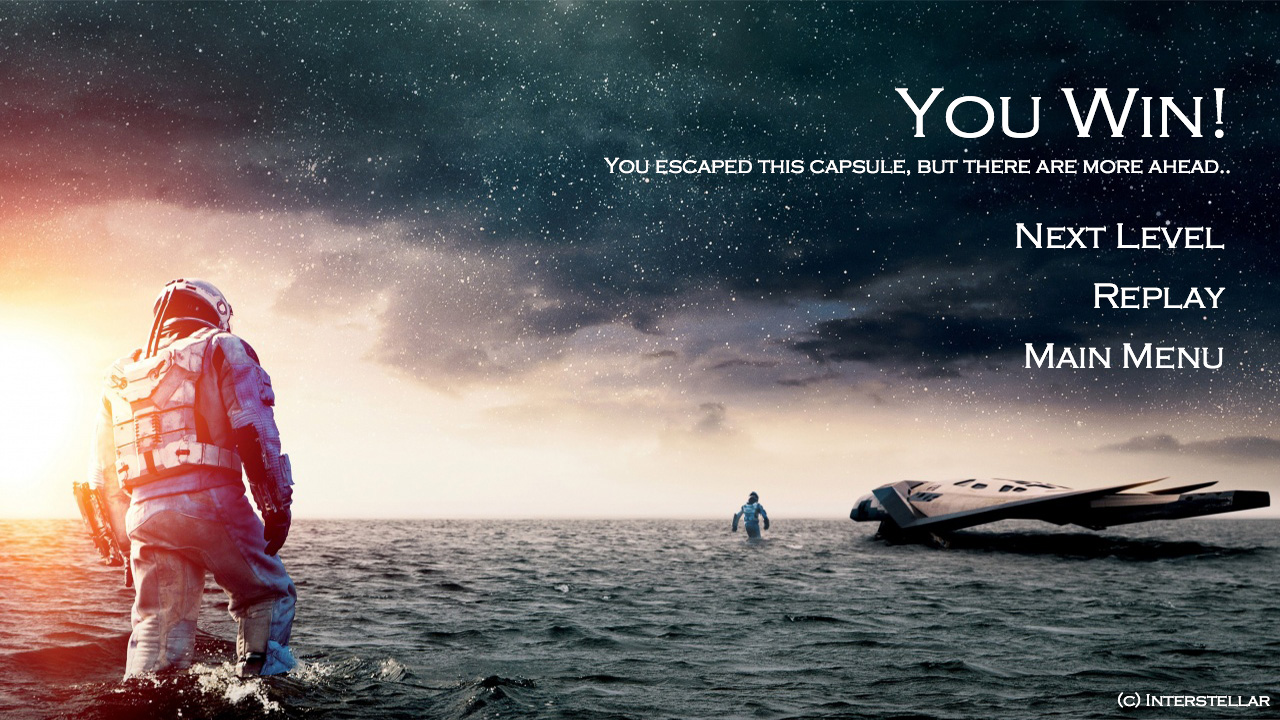 You Win!
You escaped this capsule, but there are more ahead..
Next Level
Replay
Main Menu
(c) Interstellar